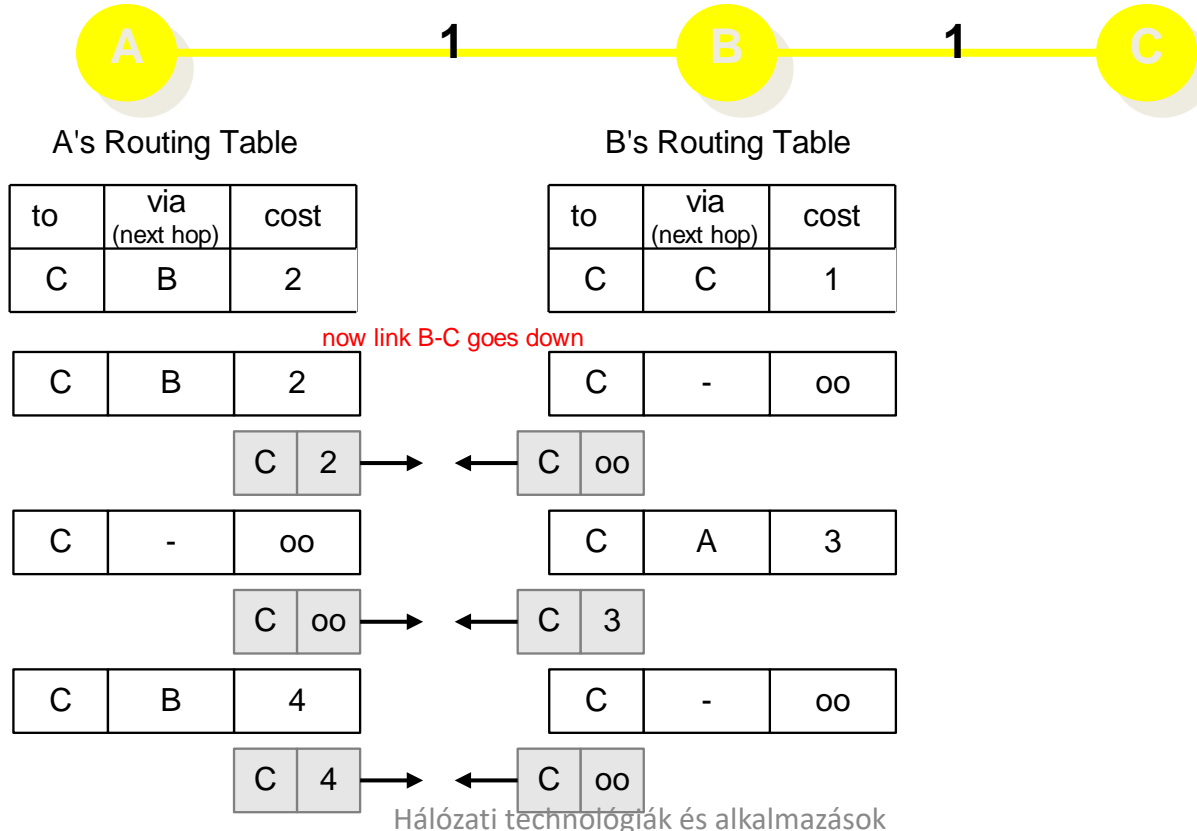 A 1 B 1 C
A's Routing Table B's Routing Table
to via (next hop) cost to via (next hop) cost
C B 2 C C 1
now link B-C goes down
C B 2 C - oo
C 2 C oo
C - oo C A 3
C oo C 3
C B 4 C - oo
C 4 C oo
Hálózati technológiák és alkalmazások